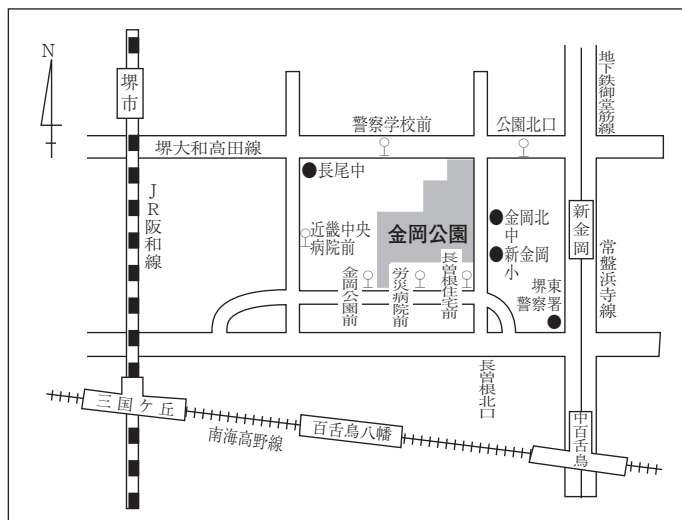 N
堺市
JR阪和線
堺大和高田線
警察学校前
公園北口
地下鉄御堂筋線
長尾中
近畿中央
病院前
金岡公園
金岡北
中
新金岡
小
新金岡
常盤浜寺線
金岡公園前
労災病院前
長曽根住宅前
堺東
警察署
長曽根北口
三国ケ丘
南海高野線
百舌鳥八幡
中百舌鳥